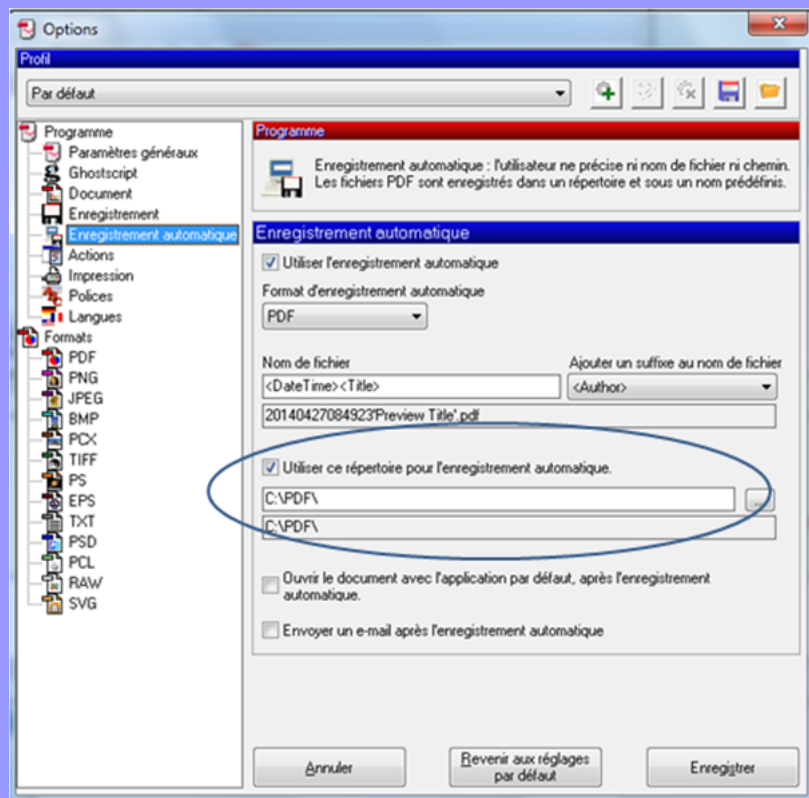 Options
Profil
Par défaut
Programme
Paramètres généraux
Ghostscript
Document
Enregistrement
Enregistrement automatique
Actions
Impression
Polices
Langues
Formats
PDF
PNG
JPEG
BMP
PCX
TIFF
PS
EPS
TXT
PSD
PCL
RAW
SVG
Programme
Enregistrement automatique : l'utilisateur ne précise ni nom de fichier ni chemin.
Les fichiers PDF sont enregistrés dans un répertoire et sous un nom prédéfinis.
Enregistrement automatique
Utiliser l'enregistrement automatique
Format d'enregistrement automatique
PDF
Nom de fichier
Ajouter un suffixe au nom de fichier
<DateTime><Title>
<Author>
20140427084923'Preview Title'.pdf
Utiliser ce répertoire pour l'enregistrement automatique.
C:\PDF\
...
C:\PDF\
Ouvrir le document avec l'application par défaut, après l'enregistrement
automatique.
Envoyer un e-mail après l'enregistrement automatique
Annuler
Revenir aux réglages
par défaut
Enregistrer